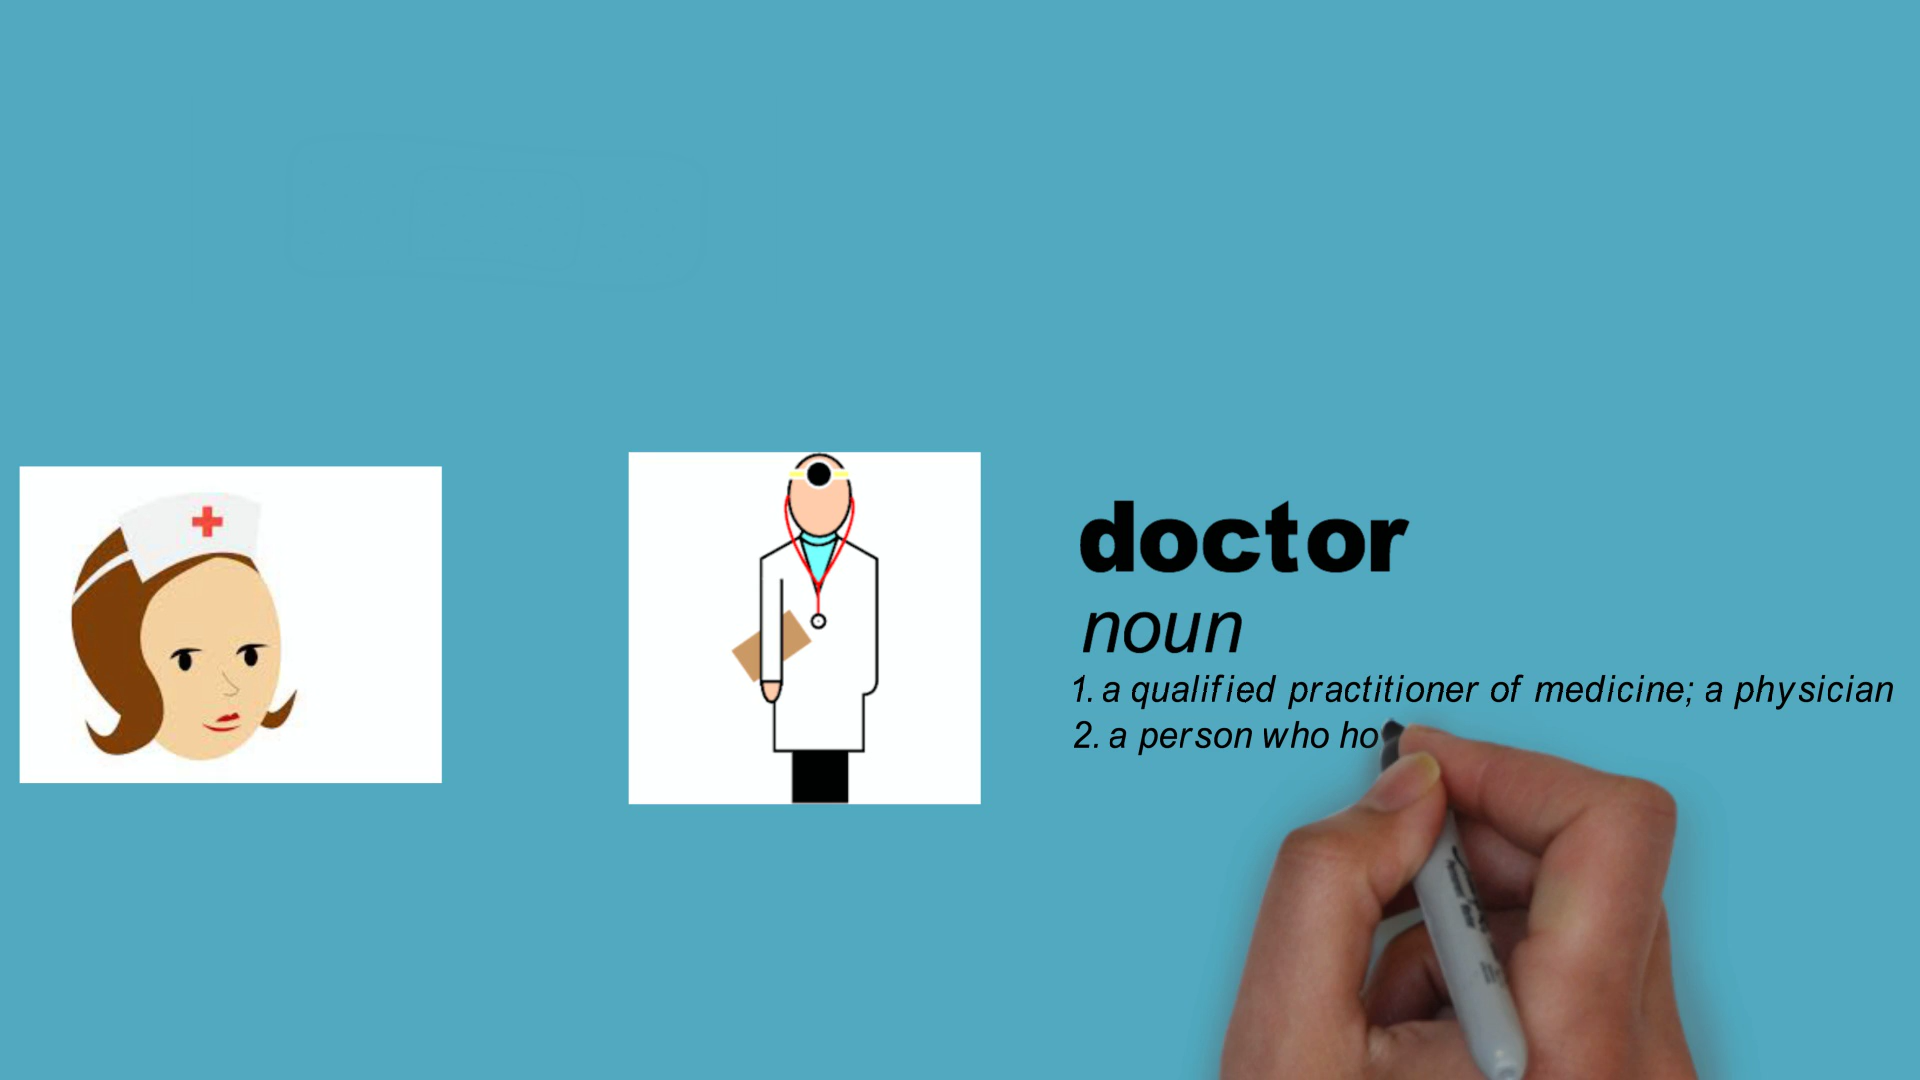 doctor
noun
1. a qualified practitioner of medicine; a physician
2. a person who ho